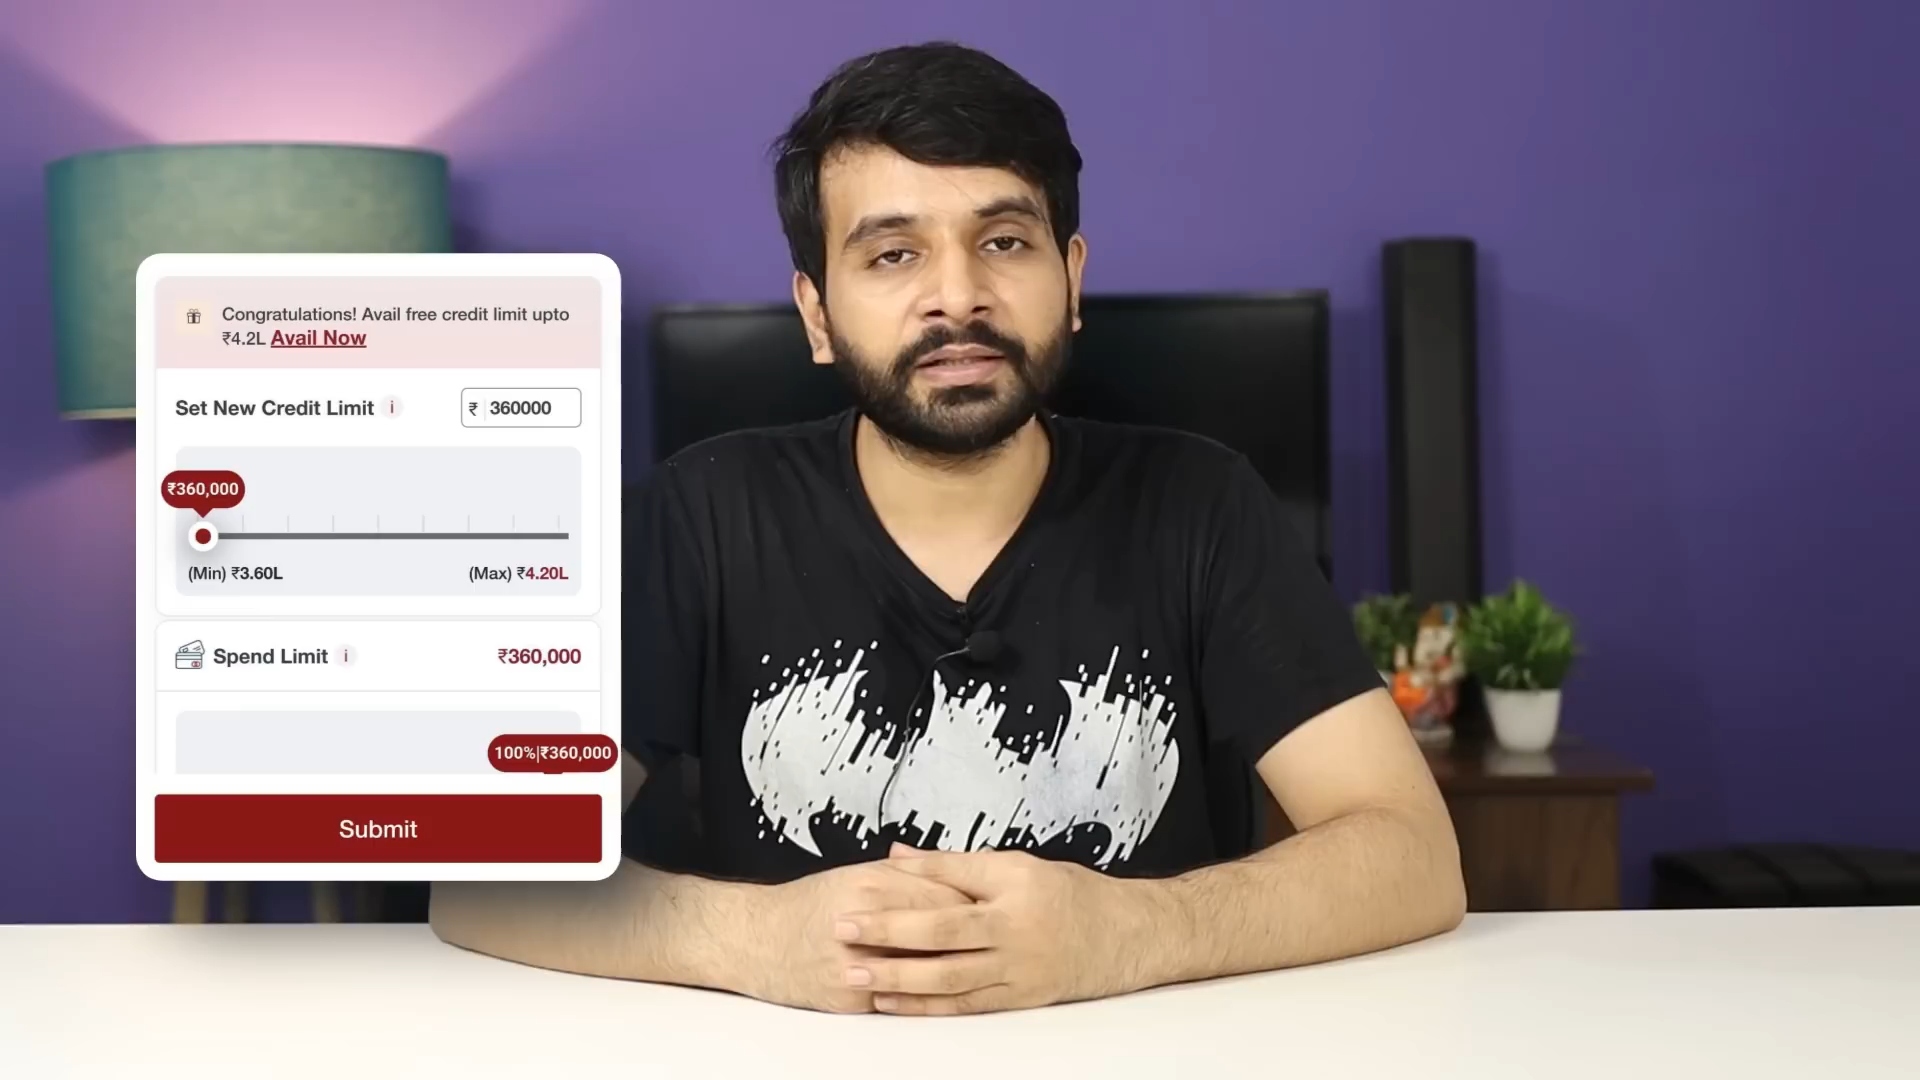 Congratulations! Avail free credit limit upto
₹4.2L Avail Now
Set New Credit Limit i ₹ 360000
₹360,000
(Min) ₹3.60L (Max) ₹4.20L
Spend Limit i ₹360,000
100%|₹360,000
Submit